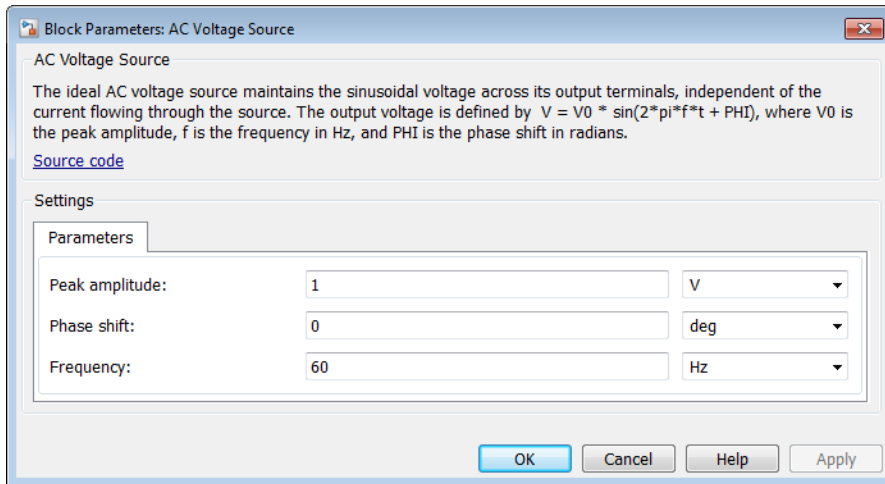 Block Parameters: AC Voltage Source
AC Voltage Source
The ideal AC voltage source maintains the sinusoidal voltage across its output terminals, independent of the
current flowing through the source. The output voltage is defined by  V = V0 * sin(2*pi*f*t + PHI), where V0 is
the peak amplitude, f is the frequency in Hz, and PHI is the phase shift in radians.
Source code
Settings
Parameters
Peak amplitude: 1 V
Phase shift: 0 deg
Frequency: 60 Hz
OK Cancel Help Apply